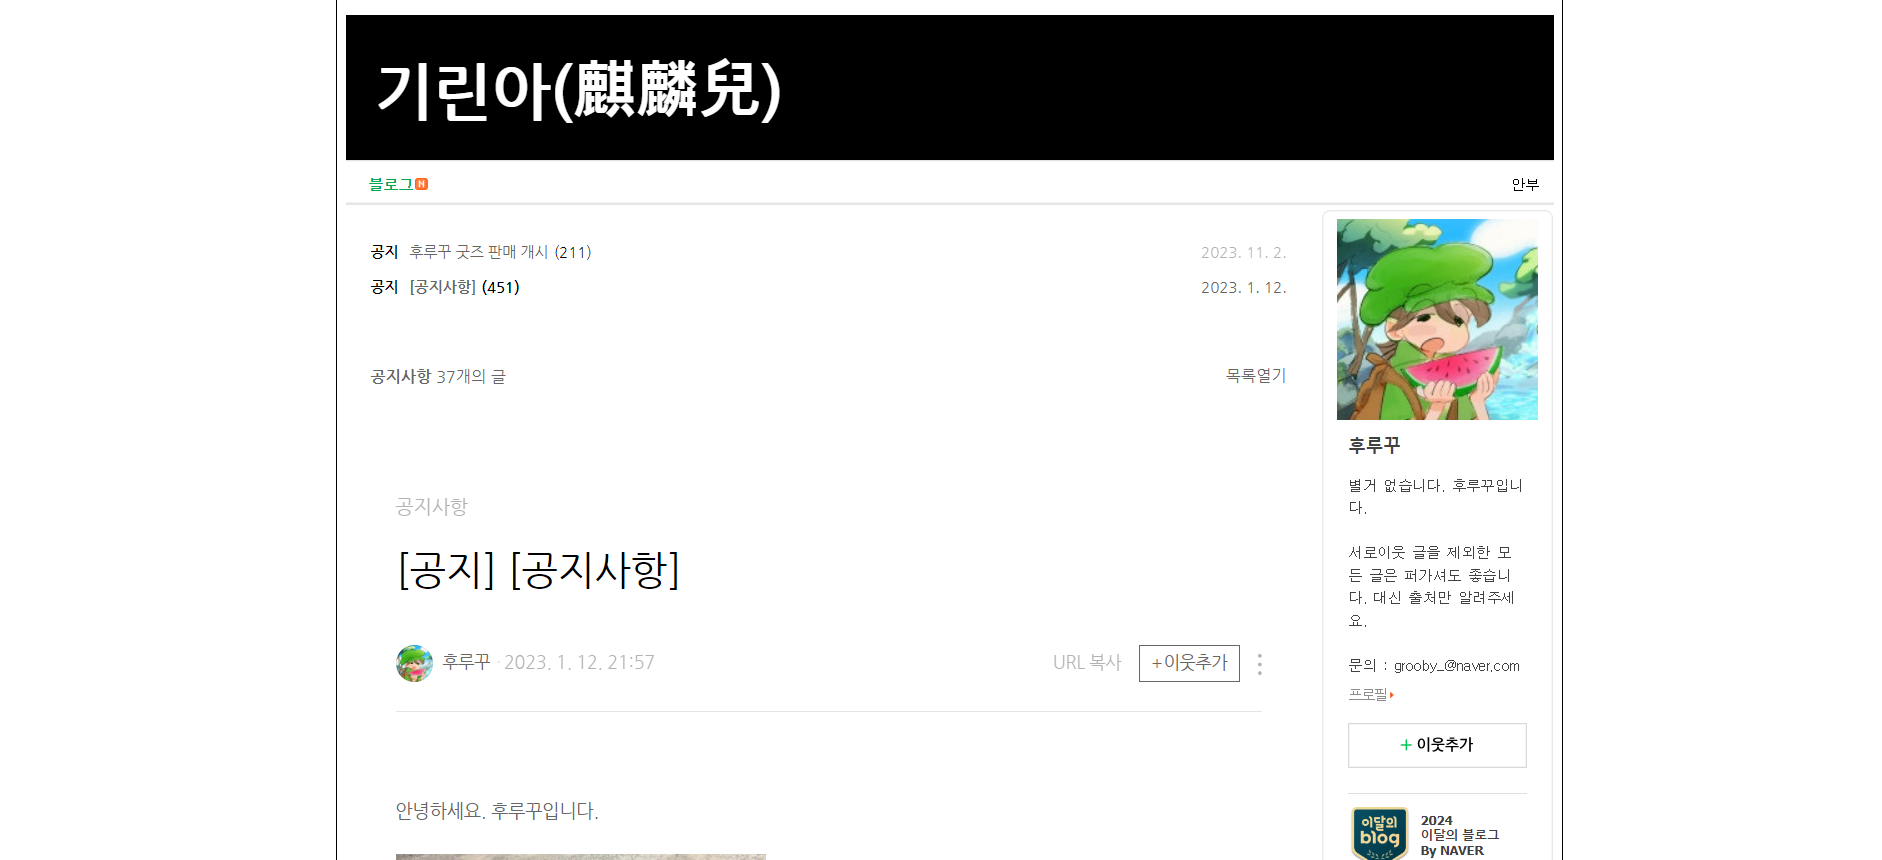 기린아(麒麟兒)
블로그
안부
공지 후루꾸 굿즈 판매 개시 (211) 2023. 11. 2.
공지 [공지사항] (451) 2023. 1. 12.
공지사항 37개의 글 목록열기
공지사항
[공지] [공지사항]
후루꾸 · 2023. 1. 12. 21:57 URL 복사 +이웃추가
안녕하세요. 후루꾸입니다.
후루꾸
별거 없습니다. 후루꾸입니
다.
서로이웃 글을 제외한 모
든 글은 퍼가셔도 좋습니
다. 대신 출처만 알려주세
요.
문의 : grooby_@naver.com
프로필
+ 이웃추가
이달의
blog
2024
이달의 블로그
By NAVER